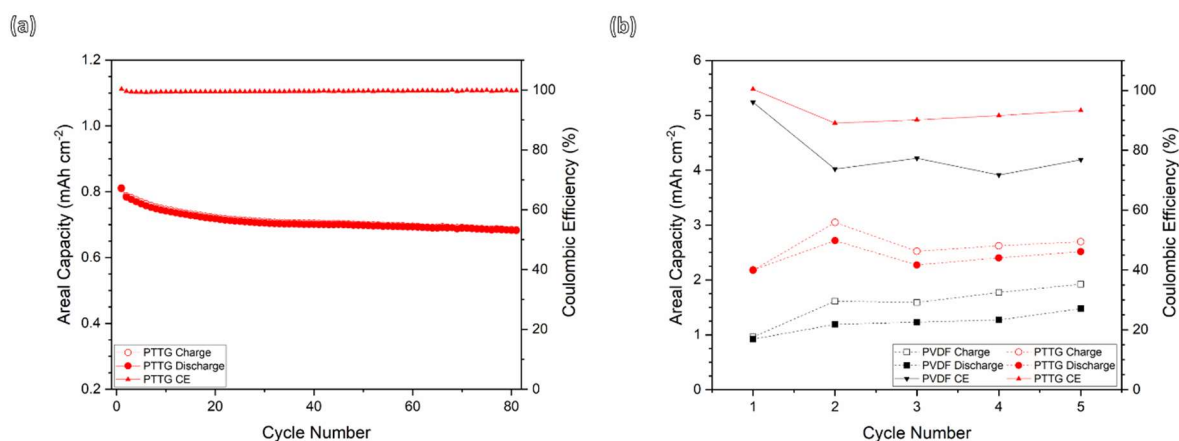 (a)
Areal Capacity (mAh cm⁻²)
1.2
1.0
0.8
0.6
0.4
0.2
PTTG Charge
PTTG Discharge
PTTG CE
0
20
40
60
80
Cycle Number
100
80
60
40
20
0
Coulombic Efficiency (%)
(b)
Areal Capacity (mAh cm⁻²)
6
5
4
3
2
1
0
PVDF Charge
PVDF Discharge
PVDF CE
PTTG Charge
PTTG Discharge
PTTG CE
1
2
3
4
5
Cycle Number
100
80
60
40
20
0
Coulombic Efficiency (%)